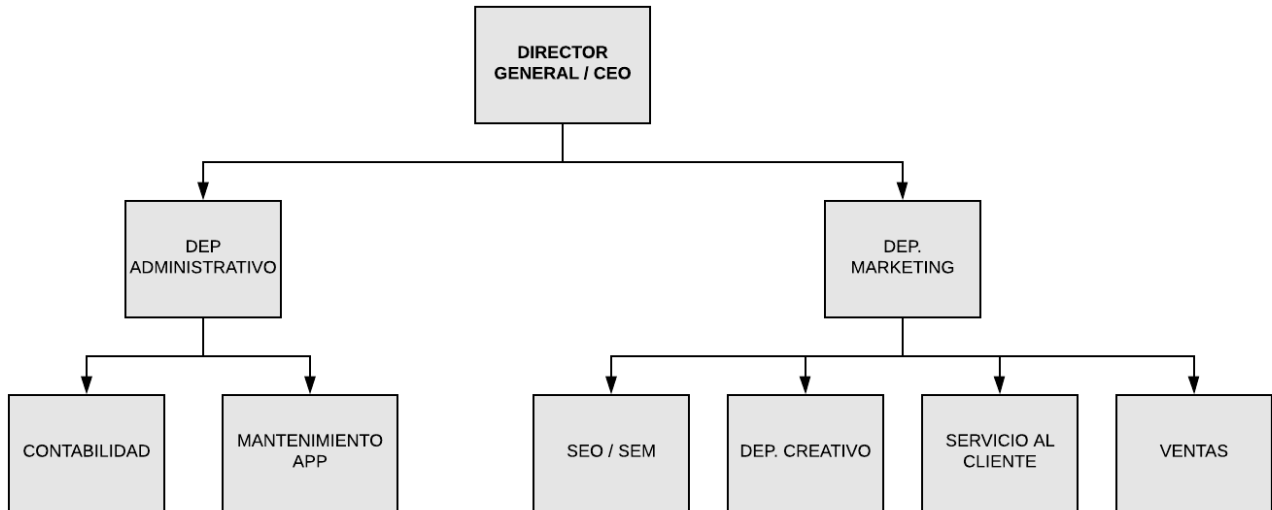 DIRECTOR
GENERAL / CEO
DEP
ADMINISTRATIVO
DEP.
MARKETING
CONTABILIDAD
MANTENIMIENTO
APP
SEO / SEM
DEP. CREATIVO
SERVICIO AL
CLIENTE
VENTAS